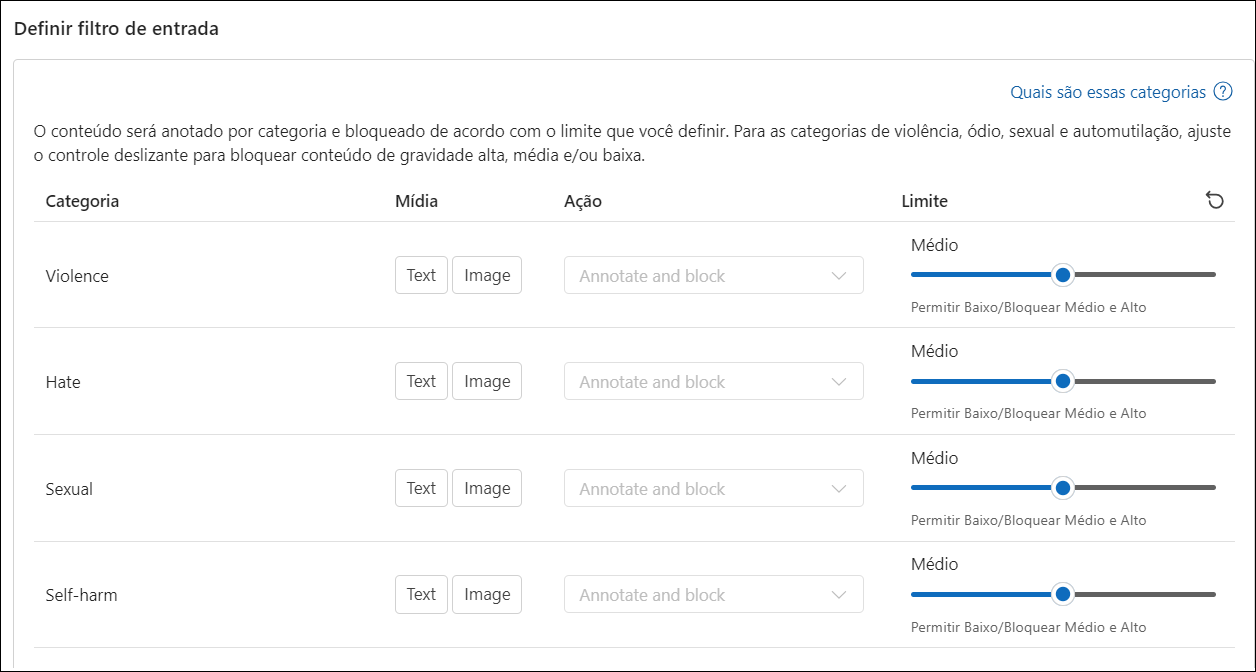 Definir filtro de entrada
Quais são essas categorias
O conteúdo será anotado por categoria e bloqueado de acordo com o limite que você definir. Para as categorias de violência, ódio, sexual e automutilação, ajuste
o controle deslizante para bloquear conteúdo de gravidade alta, média e/ou baixa.
Categoria Mídia Ação Limite
Médio
Violence Text Image Annotate and block
Permitir Baixo/Bloquear Médio e Alto
Médio
Hate Text Image Annotate and block
Permitir Baixo/Bloquear Médio e Alto
Médio
Sexual Text Image Annotate and block
Permitir Baixo/Bloquear Médio e Alto
Médio
Self-harm Text Image Annotate and block
Permitir Baixo/Bloquear Médio e Alto